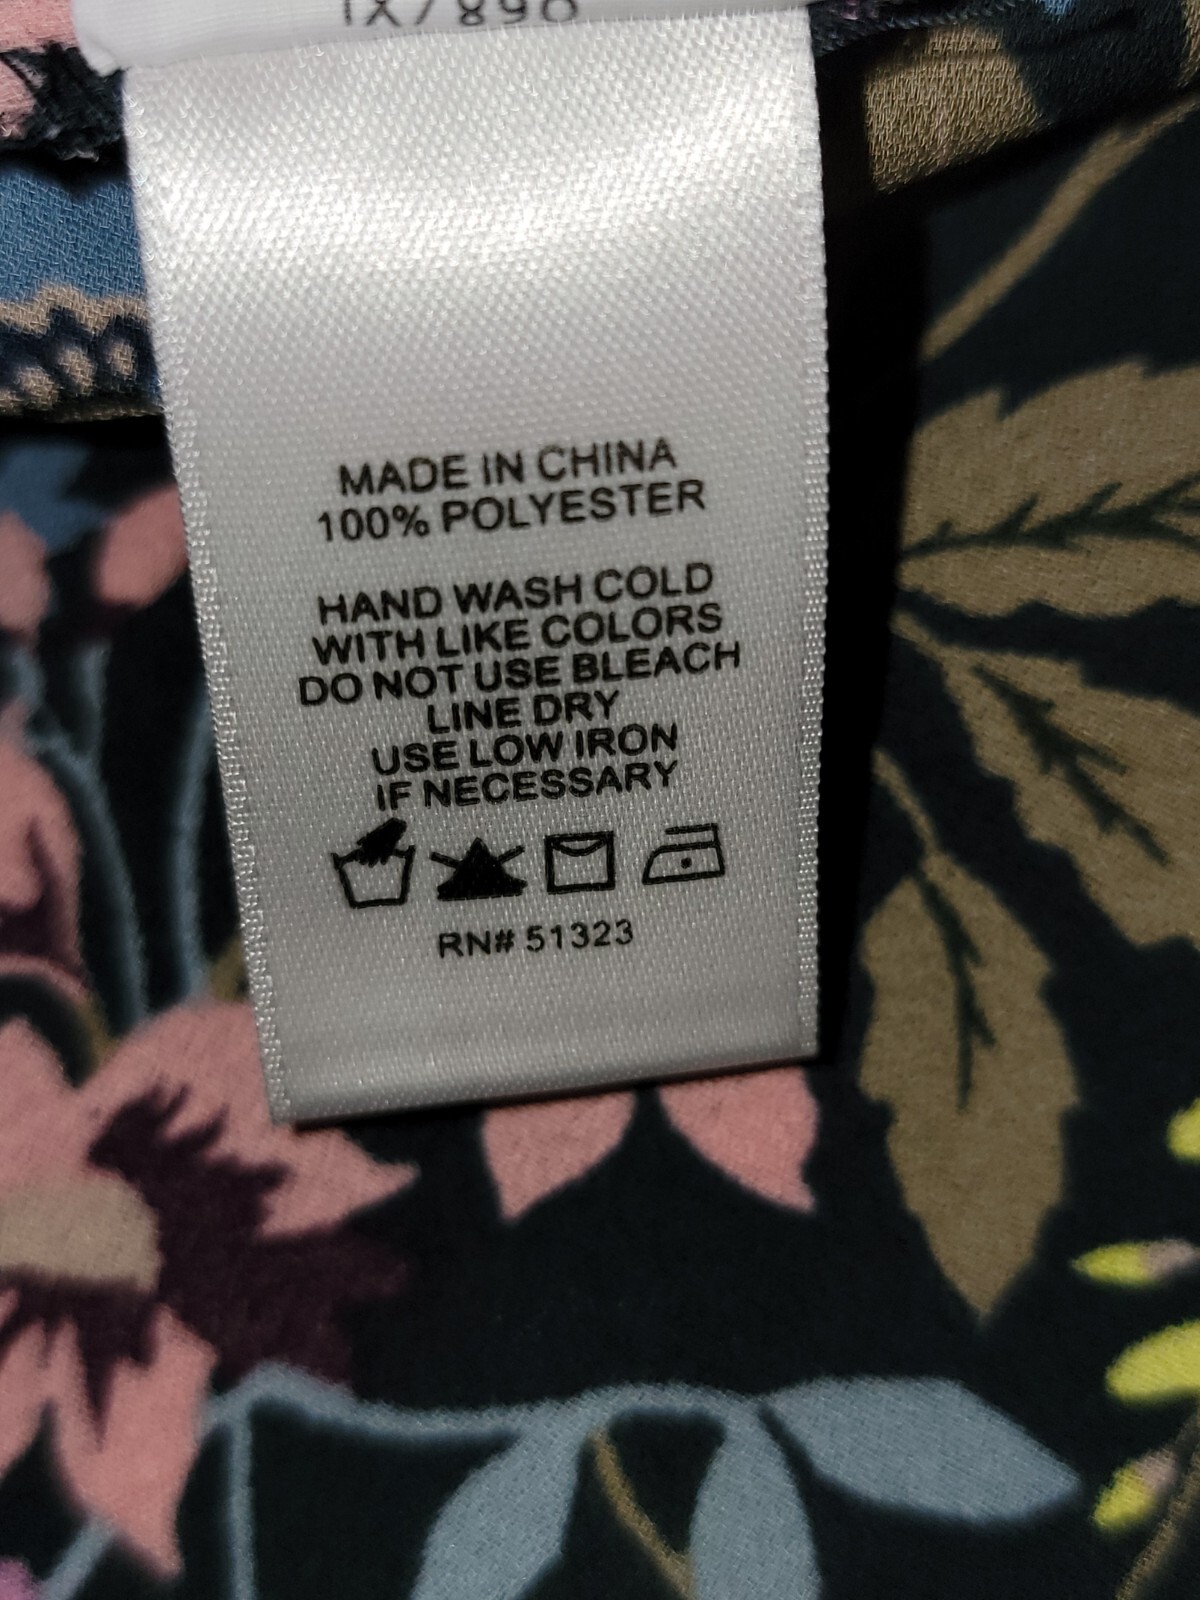 MADE IN CHINA
100% POLYESTER
HAND WASH COLD
WITH LIKE COLORS
DO NOT USE BLEACH
LINE DRY
USE LOW IRON
IF NECESSARY
RN# 51323